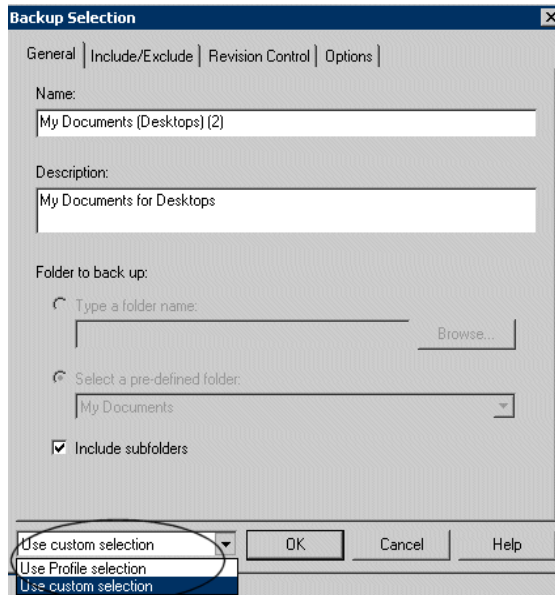 Backup Selection
General Include/Exclude Revision Control Options
Name:
My Documents (Desktops) (2)
Description:
My Documents for Desktops
Folder to back up:
Type a folder name:
Browse...
Select a pre-defined folder:
My Documents
Include subfolders
Use custom selection OK Cancel Help
Use Profile selection
Use custom selection